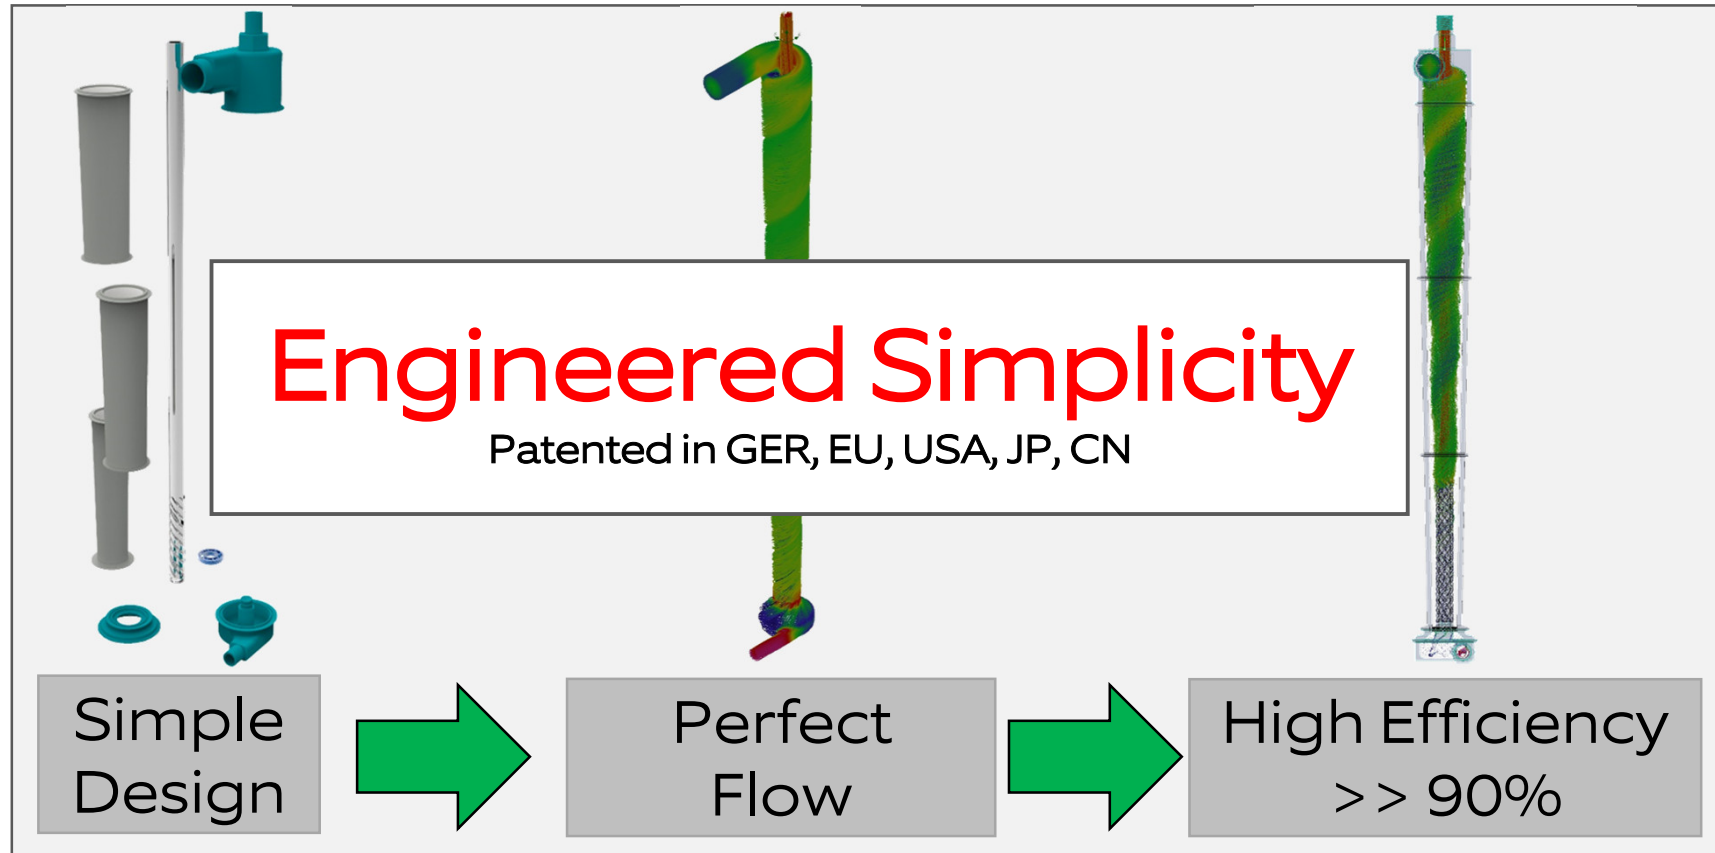 Engineered Simplicity
Patented in GER, EU, USA, JP, CN
Simple
Design
Perfect
Flow
High Efficiency
>> 90%